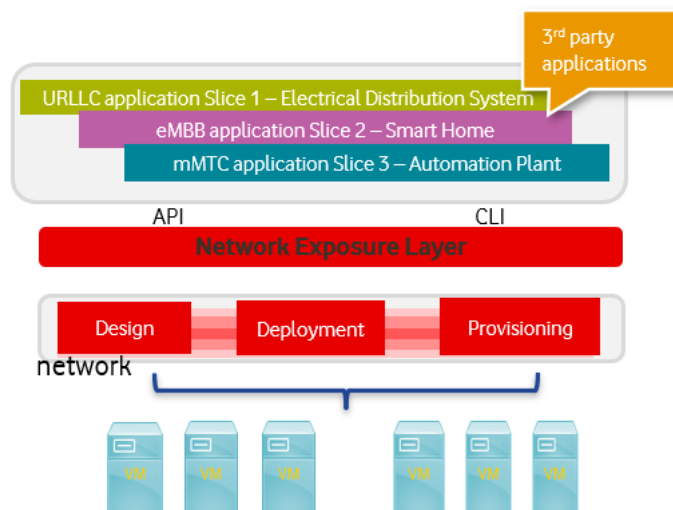 3rd party
applications
URLLC application Slice 1 – Electrical Distribution System
eMBB application Slice 2 – Smart Home
mMTC application Slice 3 – Automation Plant
API CLI
Network Exposure Layer
Design Deployment Provisioning
network
VM VM VM VM VM VM